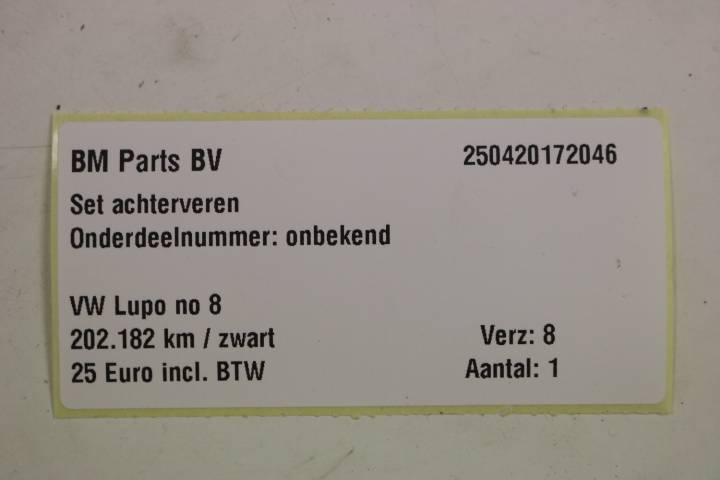 BM Parts BV 250420172046
Set achterveren
Onderdeelnummer: onbekend
VW Lupo no 8
202.182 km / zwart Verz: 8
25 Euro incl. BTW Aantal: 1